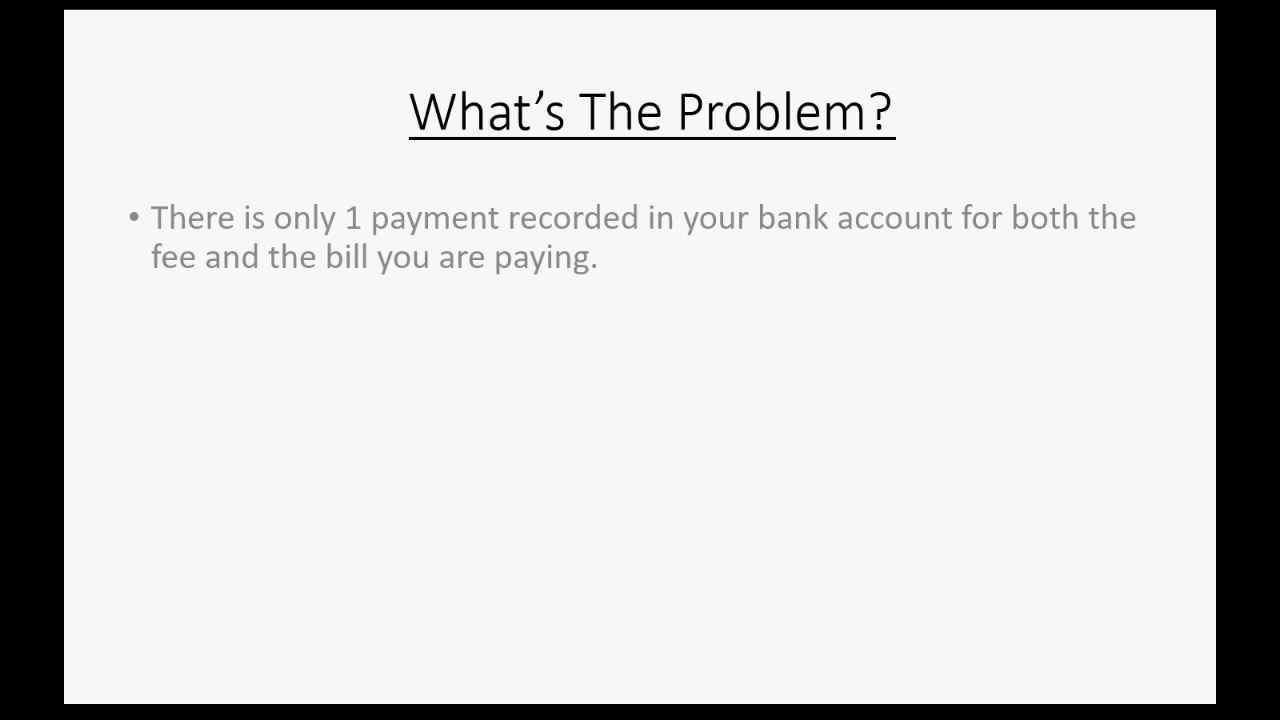 What’s The Problem?
• There is only 1 payment recorded in your bank account for both the
fee and the bill you are paying.